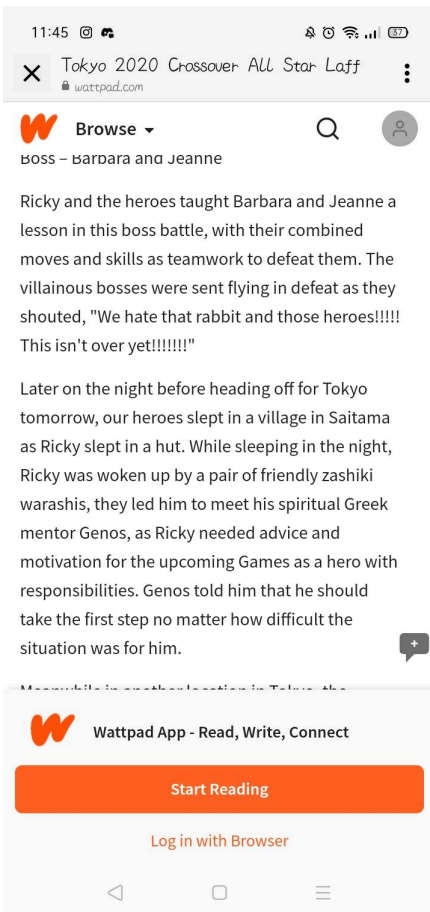 11:45
37
Tokyo 2020 Crossover All Star Laff
wattpad.com
Browse
Boss – Barbara and Jeanne
Ricky and the heroes taught Barbara and Jeanne a
lesson in this boss battle, with their combined
moves and skills as teamwork to defeat them. The
villainous bosses were sent flying in defeat as they
shouted, "We hate that rabbit and those heroes!!!!!
This isn't over yet!!!!!!!"
Later on the night before heading off for Tokyo
tomorrow, our heroes slept in a village in Saitama
as Ricky slept in a hut. While sleeping in the night,
Ricky was woken up by a pair of friendly zashiki
warashis, they led him to meet his spiritual Greek
mentor Genos, as Ricky needed advice and
motivation for the upcoming Games as a hero with
responsibilities. Genos told him that he should
take the first step no matter how difficult the
situation was for him.
Meanwhile in another location in Tokyo, the
Wattpad App - Read, Write, Connect
Start Reading
Log in with Browser